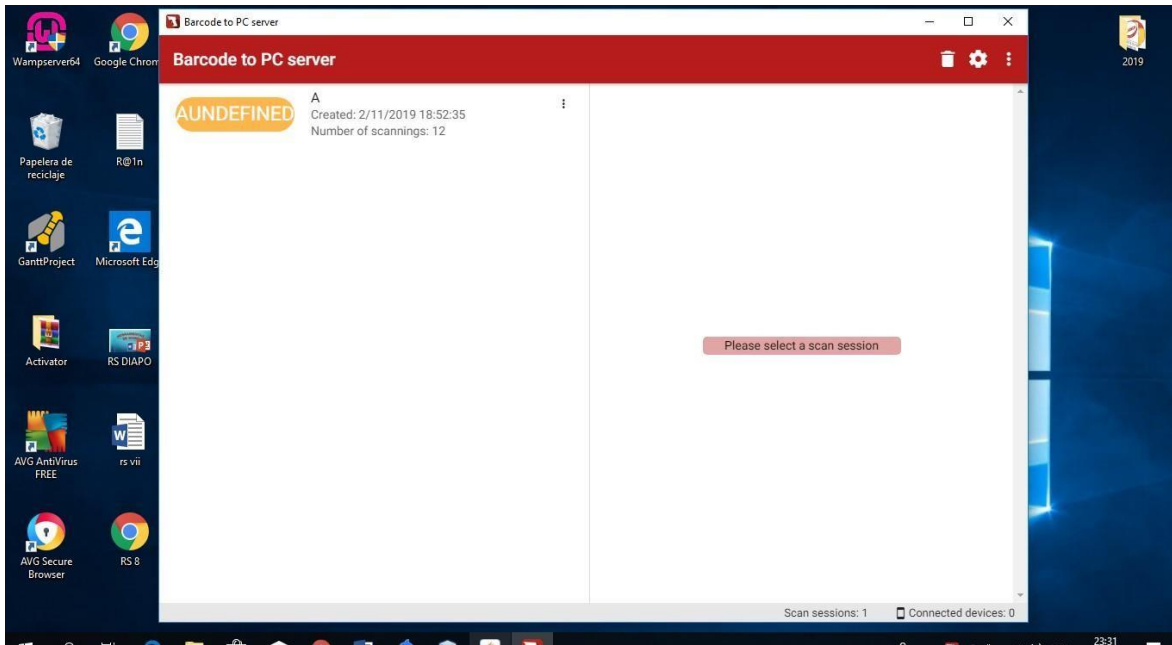 Wampserver64
Google Chrom
Papelera de
reciclaje
R@1n
GanttProject
Microsoft Edg
Activator
RS DIAPO
AVG AntiVirus
FREE
W
rs vii
AVG Secure
Browser
RS 8
Barcode to PC server
Barcode to PC server
AUNDEFINED
A
Created: 2/11/2019 18:52:35
Number of scannings: 12
Please select a scan session
Scan sessions: 1
Connected devices: 0
2019
23:31